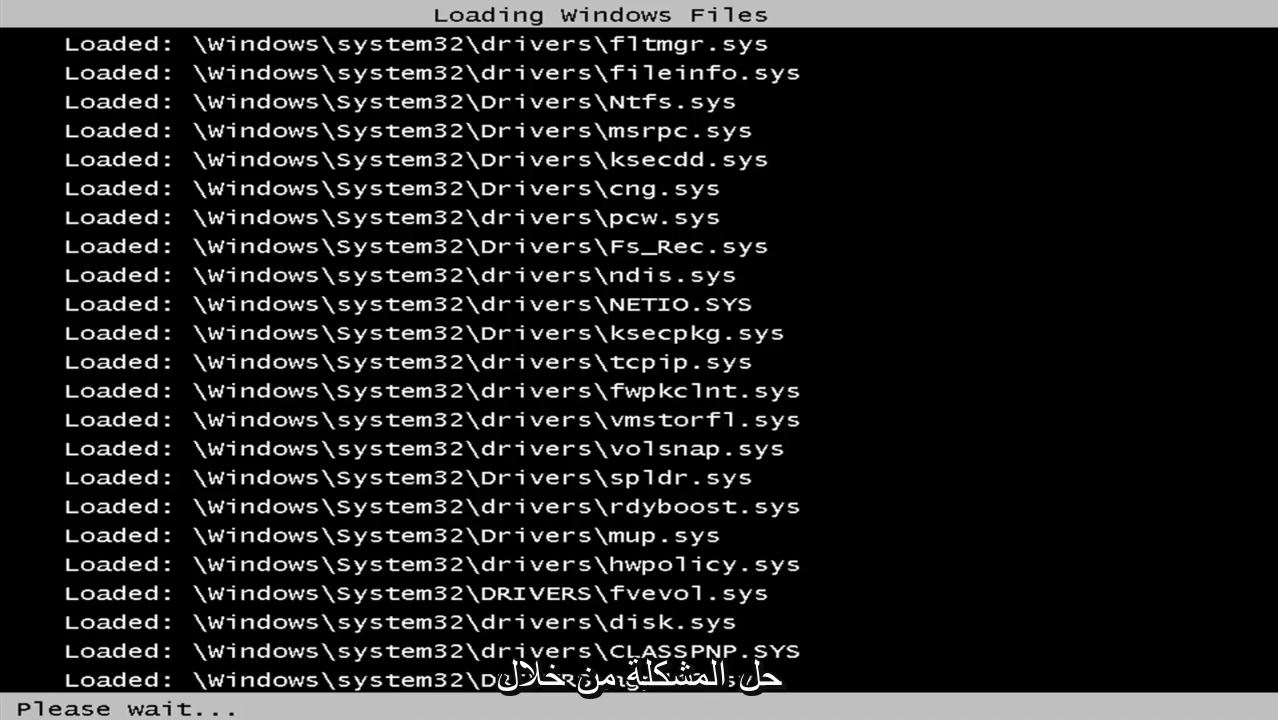 Loading Windows Files
Loaded: \Windows\system32\drivers\fltmgr.sys
Loaded: \Windows\system32\drivers\fileinfo.sys
Loaded: \Windows\System32\Drivers\Ntfs.sys
Loaded: \Windows\System32\Drivers\msrpc.sys
Loaded: \Windows\System32\Drivers\ksecdd.sys
Loaded: \Windows\System32\Drivers\cng.sys
Loaded: \Windows\System32\drivers\pcw.sys
Loaded: \Windows\System32\Drivers\Fs_Rec.sys
Loaded: \Windows\system32\drivers\ndis.sys
Loaded: \Windows\system32\drivers\NETIO.SYS
Loaded: \Windows\System32\Drivers\ksecpkg.sys
Loaded: \Windows\System32\drivers\tcpip.sys
Loaded: \Windows\System32\drivers\fwpkclnt.sys
Loaded: \Windows\system32\drivers\vmstorfl.sys
Loaded: \Windows\system32\drivers\volsnap.sys
Loaded: \Windows\System32\Drivers\spldr.sys
Loaded: \Windows\System32\drivers\rdyboost.sys
Loaded: \Windows\System32\Drivers\mup.sys
Loaded: \Windows\System32\drivers\hwpolicy.sys
Loaded: \Windows\System32\DRIVERS\fvevol.sys
Loaded: \Windows\system32\drivers\disk.sys
Loaded: \Windows\system32\drivers\CLASSPNP.SYS
Loaded:
حل المشكلة من خلال
Please wait...